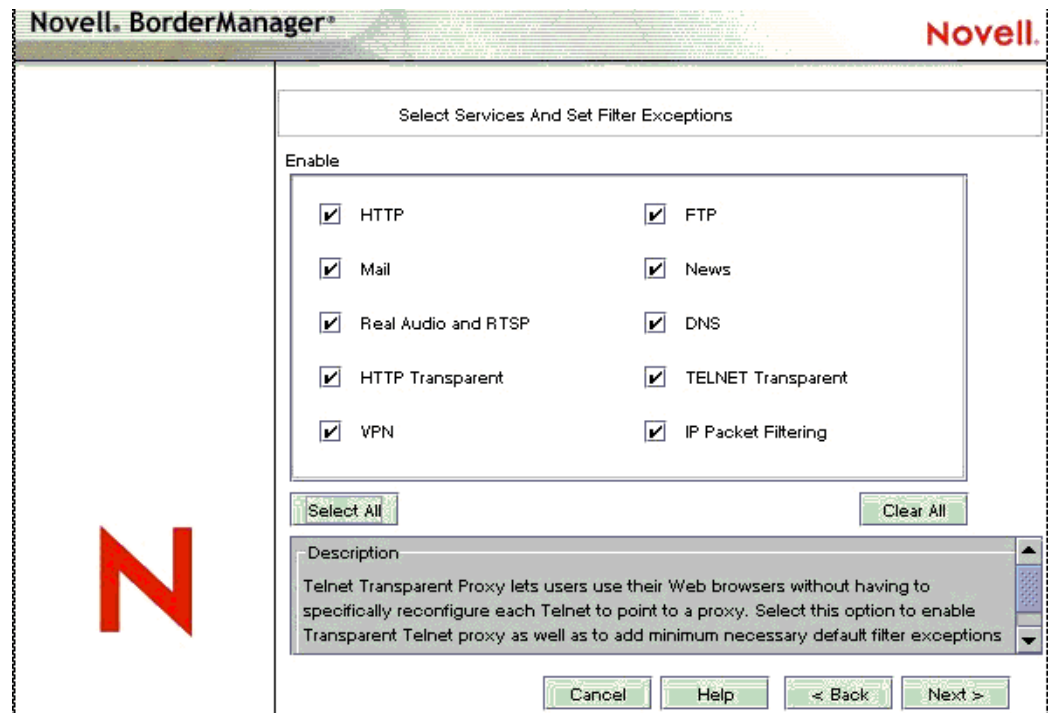 Novell. BorderManager®
Novell.
Select Services And Set Filter Exceptions
Enable
HTTP
FTP
Mail
News
Real Audio and RTSP
DNS
HTTP Transparent
TELNET Transparent
VPN
IP Packet Filtering
Select All
Clear All
Description
Telnet Transparent Proxy lets users use their Web browsers without having to
specifically reconfigure each Telnet to point to a proxy. Select this option to enable
Transparent Telnet proxy as well as to add minimum necessary default filter exceptions
Cancel
Help
< Back
Next >
N